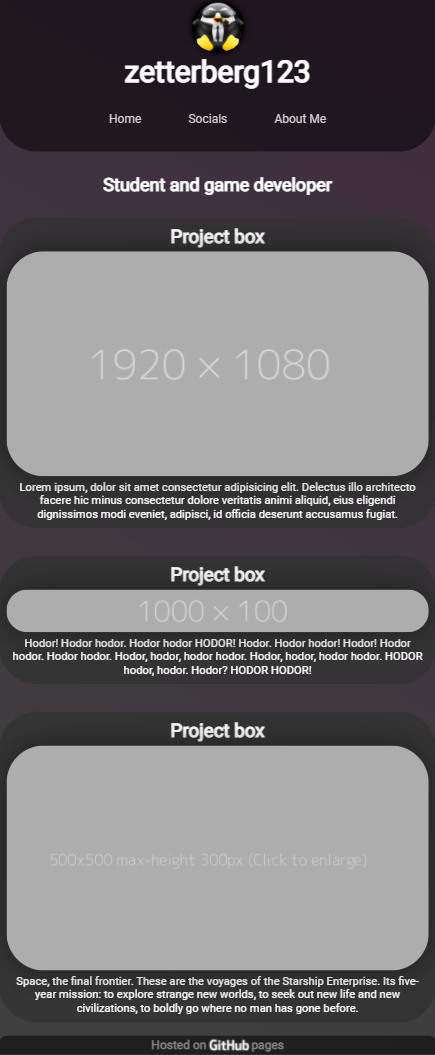 zetterberg123
Home Socials About Me
Student and game developer
Project box
1920 × 1080
Lorem ipsum, dolor sit amet consectetur adipisicing elit. Delectus illo architecto
facere hic minus consectetur dolore veritatis animi aliquid, eius eligendi
dignissimos modi eveniet, adipisci, id officia deserunt accusamus fugiat.
Project box
1000 × 100
Hodor! Hodor hodor. Hodor hodor HODOR! Hodor. Hodor hodor! Hodor! Hodor
hodor. Hodor hodor. Hodor, hodor, hodor hodor. Hodor, hodor, hodor hodor. HODOR
hodor, hodor. Hodor? HODOR HODOR!
Project box
500x500 max-height 300px (Click to enlarge)
Space, the final frontier. These are the voyages of the Starship Enterprise. Its five-
year mission: to explore strange new worlds, to seek out new life and new
civilizations, to boldly go where no man has gone before.
Hosted on GitHub pages